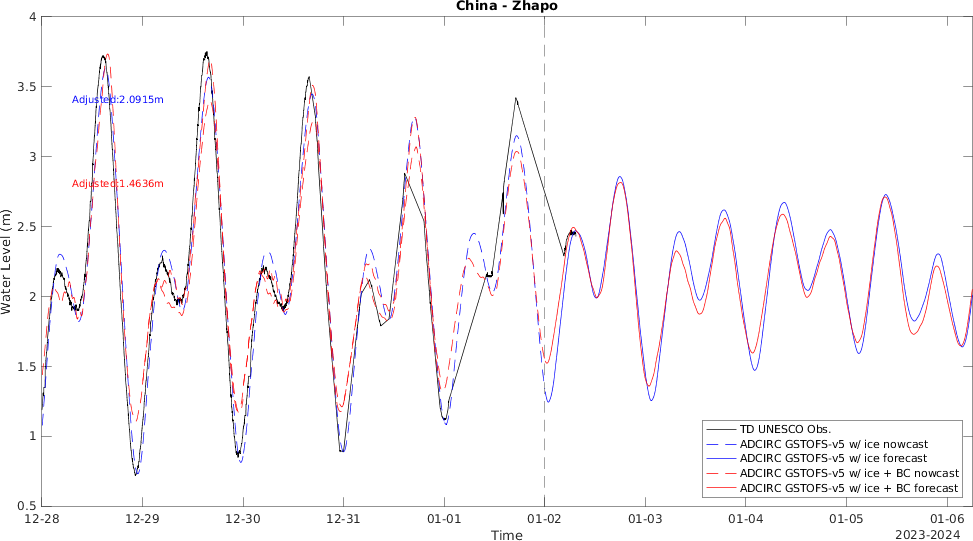 China - Zhapo
Water Level (m)
4
3.5
3
2.5
2
1.5
1
0.5
Adjusted:2.0915m
Adjusted:1.4636m
TD UNESCO Obs.
ADCIRC GSTOFS-v5 w/ ice nowcast
ADCIRC GSTOFS-v5 w/ ice forecast
ADCIRC GSTOFS-v5 w/ ice + BC nowcast
ADCIRC GSTOFS-v5 w/ ice + BC forecast
12-28 12-29 12-30 12-31 01-01 01-02 01-03 01-04 01-05 01-06
Time
2023-2024